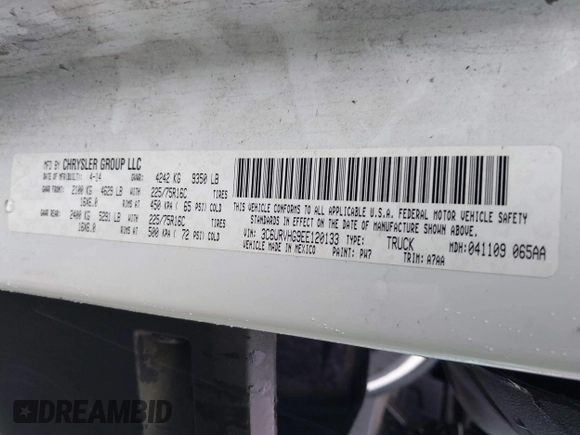 MFD BY CHRYSLER GROUP LLC
DATE OF MFR/BUILT: 4-14 GVWR: 4242 KG 9350 LB
GAWR FRONT: 2100 KG 4629 LB WITH 225/75R16C TIRES
16X6.0 RIMS AT 450 KPA ( 65 PSI) COLD
GAWR REAR: 2400 KG 5291 LB WITH 225/75R16C TIRES
16X6.0 RIMS AT 500 KPA ( 72 PSI) COLD
THIS VEHICLE CONFORMS TO ALL APPLICABLE U.S.A. FEDERAL MOTOR VEHICLE SAFETY
STANDARDS IN EFFECT ON THE DATE OF MANUFACTURE SHOWN ABOVE.
VIN: 3C6URVHG9EE120133 TYPE: TRUCK MDH: 041109 065AA
VEHICLE MADE IN MEXICO PAINT: PW7 TRIM: A7AA
DREAMBID